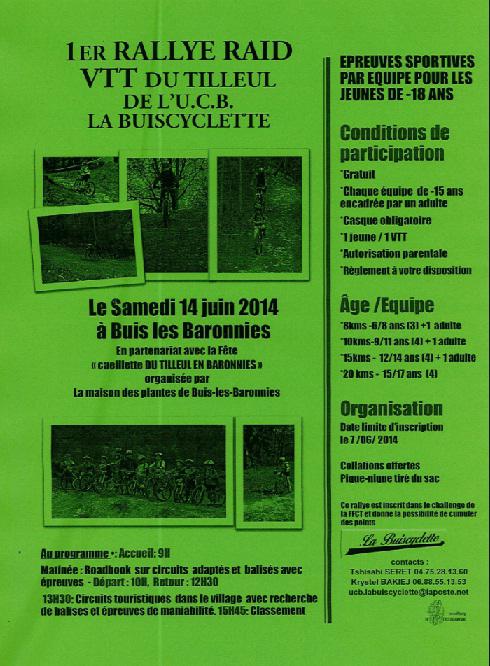 1ER RALLYE RAID
VTT DU TILLEUL
DE L'U.C.B.
LA BUISCYCLETTE
Le Samedi 14 juin 2014
à Buis les Baronnies
En partenariat avec la Fête
« cueillette DU TILLEUL EN BARONNIES »
organisée par
La maison des plantes de Buis-les-Baronnies
Au programme : Accueil: 9H
Matinée : Roadbook sur circuits adaptés et balisés avec
épreuves - Départ : 10H, Retour : 12H30
13H30: Circuits touristiques dans le village avec recherche
de balises et épreuves de maniabilité. 15H45: Classement
EPREUVES SPORTIVES
PAR EQUIPE POUR LES
JEUNES DE -18 ANS
Conditions de
participation
*Gratuit
*Chaque équipe de -15 ans
encadrée par un adulte
*Casque obligatoire
*1 jeune / 1 VTT
*Autorisation parentale
*Règlement à votre disposition
Âge /Equipe
*8kms -6/8 ans (3) +1 adulte
*10kms-9/11 ans (4) + 1 adulte
*15kms - 12/14 ans (4) + 1 adulte
*20 kms - 15/17 ans (4)
Organisation
Date limite d'inscription
le 7 /06/ 2014
Collations offertes
Pique-nique tiré du sac
Ce rallye est inscrit dans le challenge de
la FFCT et donne la possibilité de cumuler
des points
La Buiscyclette
contacts :
Tshisahi SERET 04.75.28.13.60
Krystel BAKIEJ 06.88.55.13.53
ucb.labuiscyclette@laposte.net